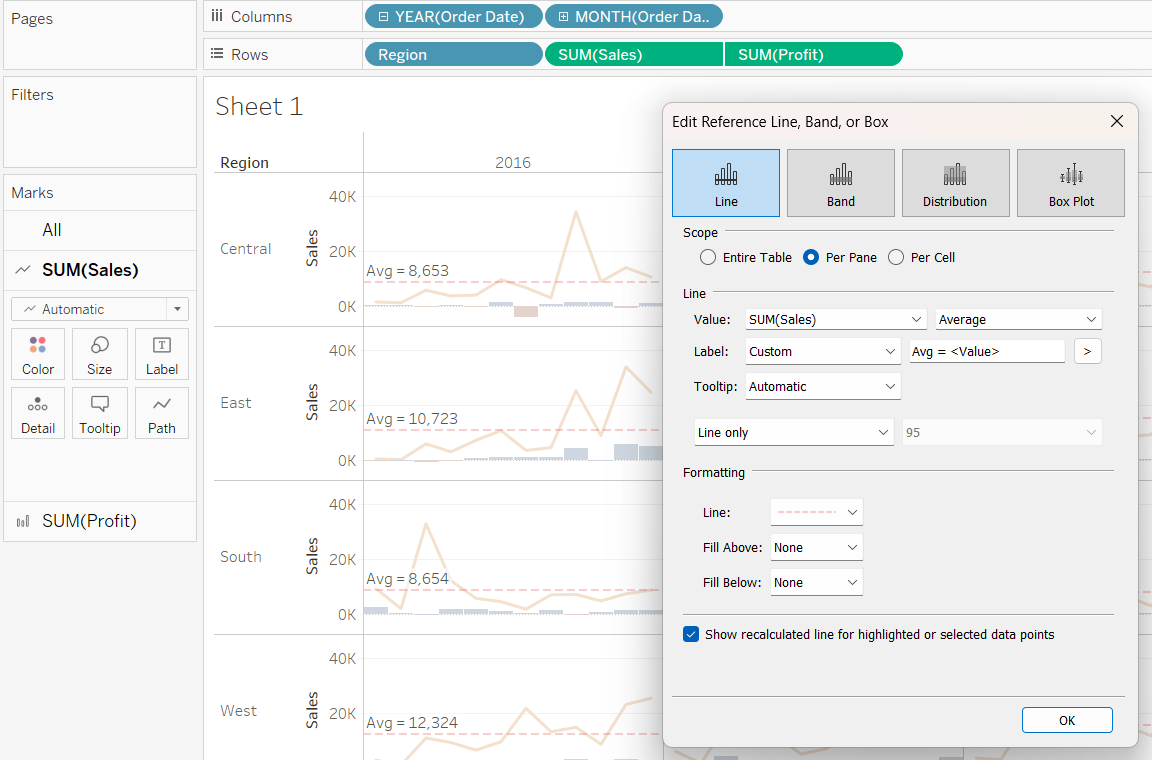 Pages
Columns
YEAR(Order Date)
MONTH(Order Da..
Rows
Region
SUM(Sales)
SUM(Profit)
Filters
Marks
All
SUM(Sales)
Automatic
Color
Size
Label
Detail
Tooltip
Path
SUM(Profit)
Sheet 1
Region
2016
Central
Sales
40K
20K
0K
Avg = 8,653
East
Sales
40K
20K
0K
Avg = 10,723
South
Sales
40K
20K
0K
Avg = 8,654
West
Sales
40K
20K
Avg = 12,324
Edit Reference Line, Band, or Box
Line
Band
Distribution
Box Plot
Scope
Entire Table
Per Pane
Per Cell
Line
Value:
SUM(Sales)
Average
Label:
Custom
Avg = <Value>
>
Tooltip:
Automatic
Line only
95
Formatting
Line:
Fill Above:
None
Fill Below:
None
Show recalculated line for highlighted or selected data points
OK